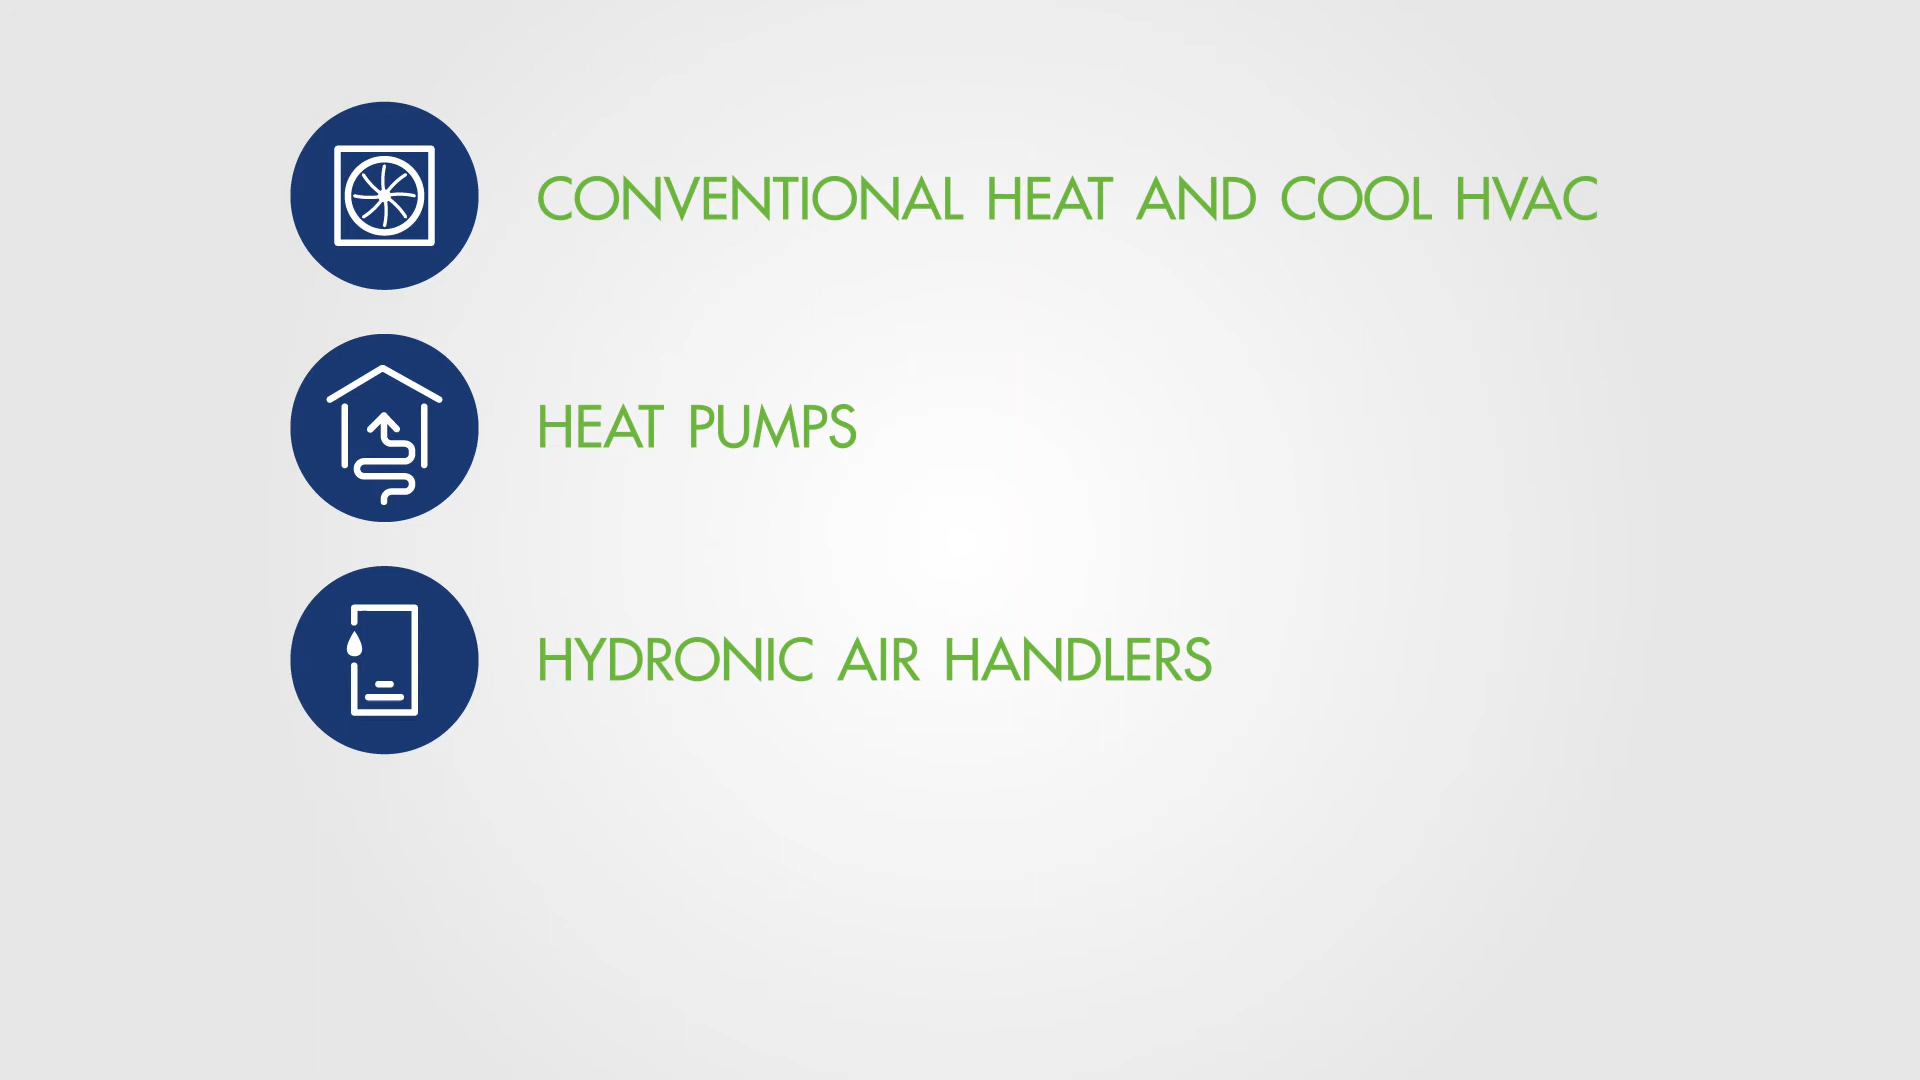 CONVENTIONAL HEAT AND COOL HVAC
HEAT PUMPS
HYDRONIC AIR HANDLERS